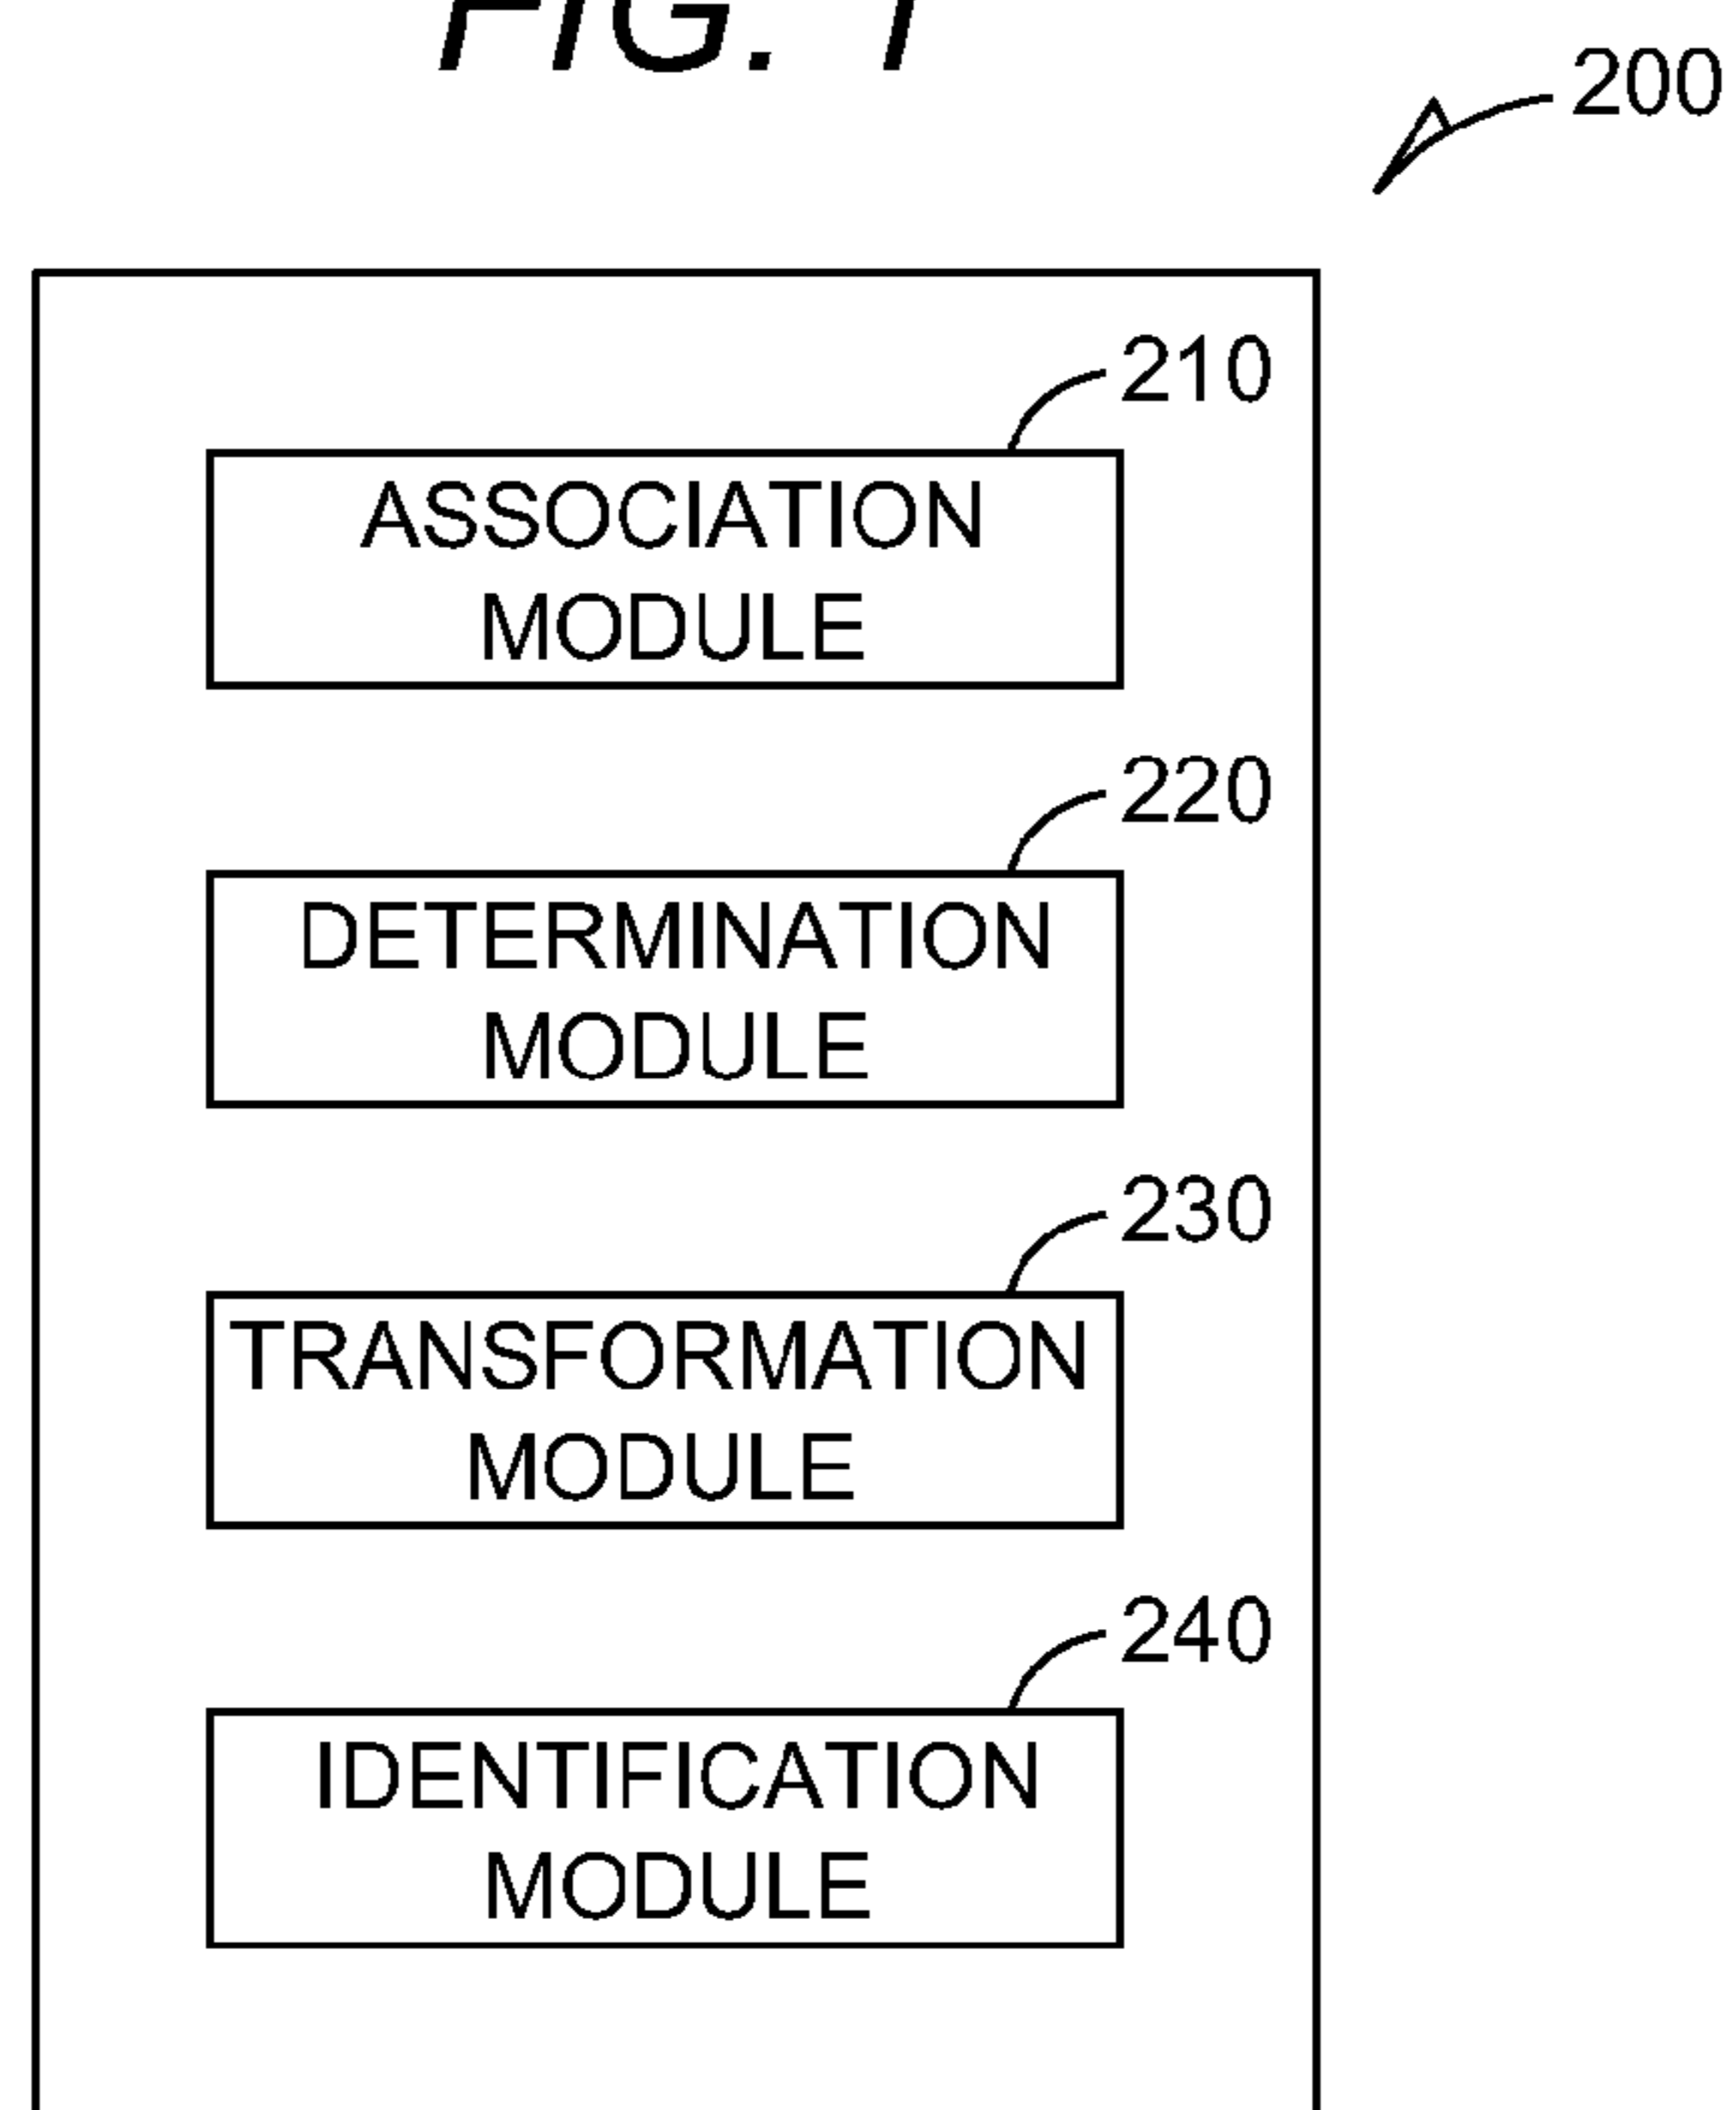 FIG. 1
200
210
ASSOCIATION
MODULE
220
DETERMINATION
MODULE
230
TRANSFORMATION
MODULE
240
IDENTIFICATION
MODULE